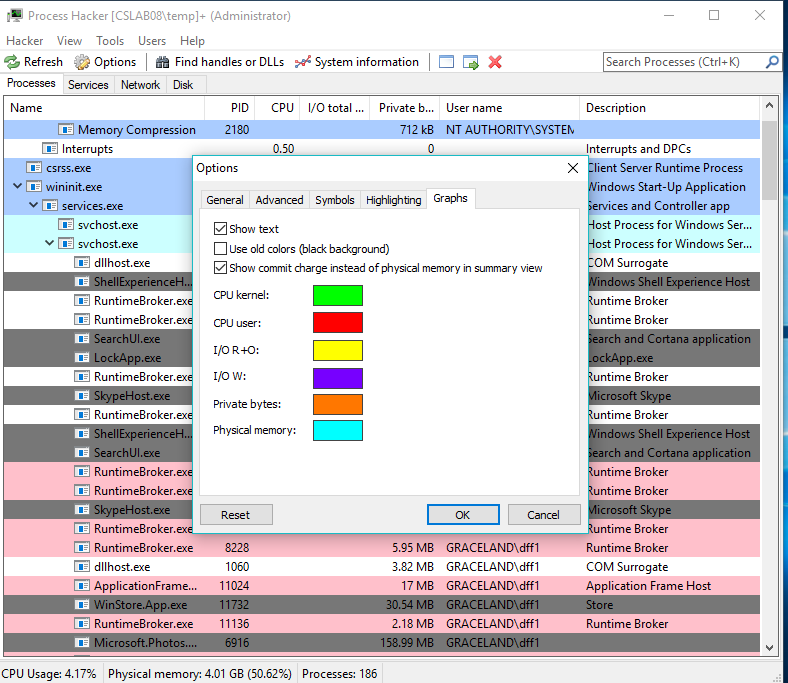 Process Hacker [CSLAB08\temp]+ (Administrator)
Hacker View Tools Users Help
Refresh Options Find handles or DLLs System information Search Processes (Ctrl+K)
Processes Services Network Disk
Name PID CPU I/O total ... Private b... User name Description
Memory Compression 2180 712 kB NT AUTHORITY\SYSTEM
Interrupts 0.50 0 Interrupts and DPCs
csrss.exe Client Server Runtime Process
wininit.exe Windows Start-Up Application
services.exe Services and Controller app
svchost.exe Host Process for Windows Ser...
svchost.exe Host Process for Windows Ser...
dllhost.exe COM Surrogate
ShellExperienceH... Windows Shell Experience Host
RuntimeBroker.exe Runtime Broker
RuntimeBroker.exe Runtime Broker
SearchUI.exe Search and Cortana application
LockApp.exe LockApp.exe
RuntimeBroker.exe Runtime Broker
SkypeHost.exe Microsoft Skype
RuntimeBroker.exe Runtime Broker
ShellExperienceH... Windows Shell Experience Host
SearchUI.exe Search and Cortana application
RuntimeBroker.exe Runtime Broker
RuntimeBroker.exe Runtime Broker
SkypeHost.exe Microsoft Skype
RuntimeBroker.exe Runtime Broker
RuntimeBroker.exe 8228 5.95 MB GRACELAND\dff1 Runtime Broker
dllhost.exe 1060 3.82 MB GRACELAND\dff1 COM Surrogate
ApplicationFrame... 11024 17 MB GRACELAND\dff1 Application Frame Host
WinStore.App.exe 11732 30.54 MB GRACELAND\dff1 Store
RuntimeBroker.exe 11136 2.18 MB GRACELAND\dff1 Runtime Broker
Microsoft.Photos.... 6916 158.99 MB GRACELAND\dff1
Options
General Advanced Symbols Highlighting Graphs
Show text
Use old colors (black background)
Show commit charge instead of physical memory in summary view
CPU kernel:
CPU user:
I/O R+O:
I/O W:
Private bytes:
Physical memory:
Reset OK Cancel
CPU Usage: 4.17% Physical memory: 4.01 GB (50.62%) Processes: 186